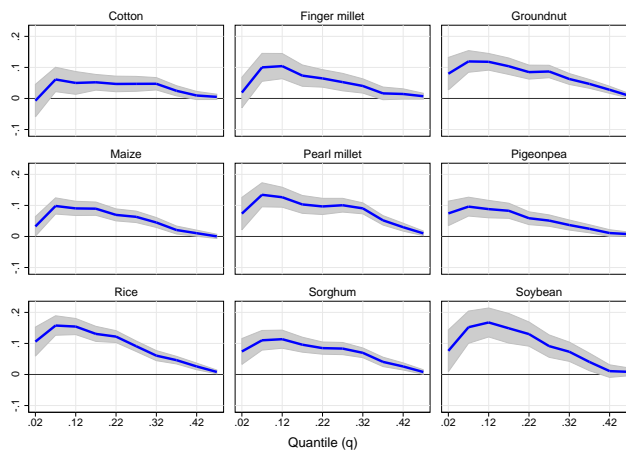 Cotton Finger millet Groundnut
.2
.1
0
-.1
Maize Pearl millet Pigeonpea
.2
.1
0
-.1
Rice Sorghum Soybean
.2
.1
0
-.1
.02 .12 .22 .32 .42 .02 .12 .22 .32 .42 .02 .12 .22 .32 .42
Quantile (q)